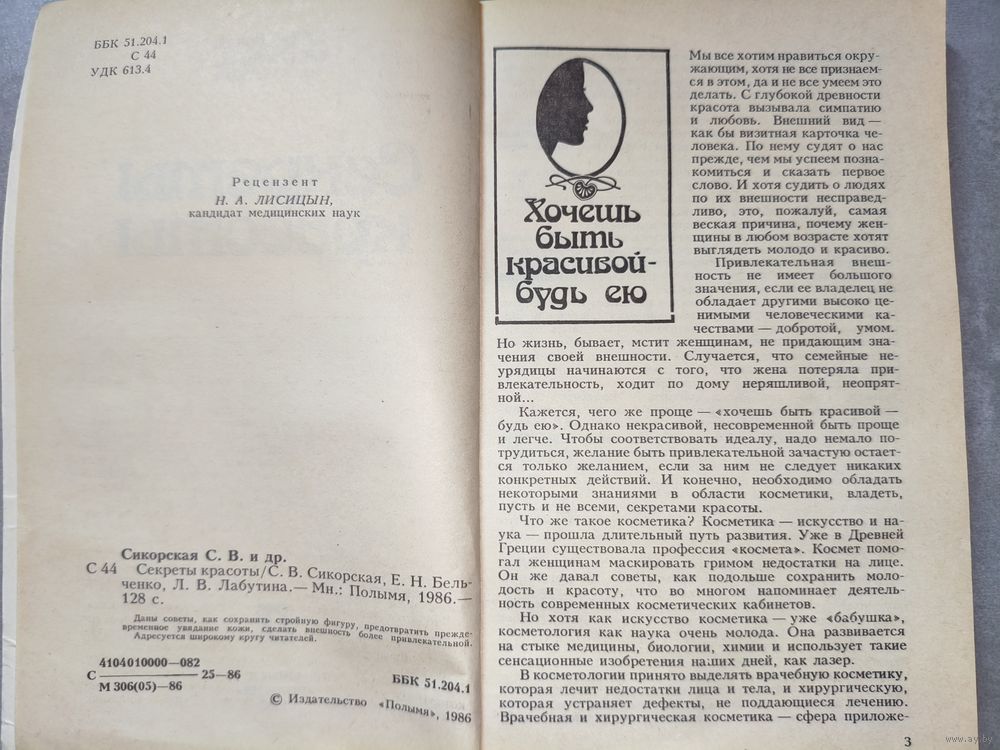 ББК 51.204.1
С 44
УДК 613.4
Рецензент
Н. А. ЛИСИЦЫН,
кандидат медицинских наук
Сикорская С. В. и др.
С 44 Секреты красоты/С. В. Сикорская, Е. Н. Бель-
ченко, Л. В. Лабутина.— Мн.: Полымя, 1986.—
128 с.
Даны советы, как сохранить стройную фигуру, предотвратить прежде-
временное увядание кожи, сделать внешность более привлекательной.
Адресуется широкому кругу читателей.
4104010000—082
С 25—86
М 306(05)—86
ББК 51.204.1
© Издательство «Полымя», 1986
Хочешь
быть
красивой-
будь ею
Мы все хотим нравиться окру-
жающим, хотя не все признаем-
ся в этом, да и не все умеем это
делать. С глубокой древности
красота вызывала симпатию
и любовь. Внешний вид —
как бы визитная карточка че-
ловека. По нему судят о нас
прежде, чем мы успеем позна-
комиться и сказать первое
слово. И хотя судить о людях
по их внешности несправед-
ливо, это, пожалуй, самая
веская причина, почему жен-
щины в любом возрасте хотят
выглядеть молодо и красиво.
Привлекательная внеш-
ность не имеет большого
значения, если ее владелец не
обладает другими высоко це-
нимыми человеческими ка-
чествами — добротой, умом.
Но жизнь, бывает, мстит женщинам, не придающим зна-
чения своей внешности. Случается, что семейные не-
урядицы начинаются с того, что жена потеряла при-
влекательность, ходит по дому неряшливой, неопрят-
ной...
Кажется, чего же проще — «хочешь быть красивой —
будь ею». Однако некрасивой, несовременной быть проще
и легче. Чтобы соответствовать идеалу, надо немало по-
трудиться, желание быть привлекательной зачастую остает-
ся только желанием, если за ним не следует никаких
конкретных действий. И конечно, необходимо обладать
некоторыми знаниями в области косметики, владеть,
пусть и не всеми, секретами красоты.
Что же такое косметика? Косметика — искусство и на-
ука — прошла длительный путь развития. Уже в Древней
Греции существовала профессия «космета». Космет помо-
гал женщинам маскировать гримом недостатки на лице.
Он же давал советы, как подольше сохранить моло-
дость и красоту, что во многом напоминает деятель-
ность современных косметических кабинетов.
Но хотя как искусство косметика — уже «бабушка»,
косметология как наука очень молода. Она развивается
на стыке медицины, биологии, химии и использует такие
сенсационные изобретения наших дней, как лазер.
В косметологии принято выделять врачебную косметику,
которая лечит недостатки лица и тела, и хирургическую,
которая устраняет дефекты, не поддающиеся лечению.
Врачебная и хирургическая косметика — сфера приложе-
3
www.ay.by